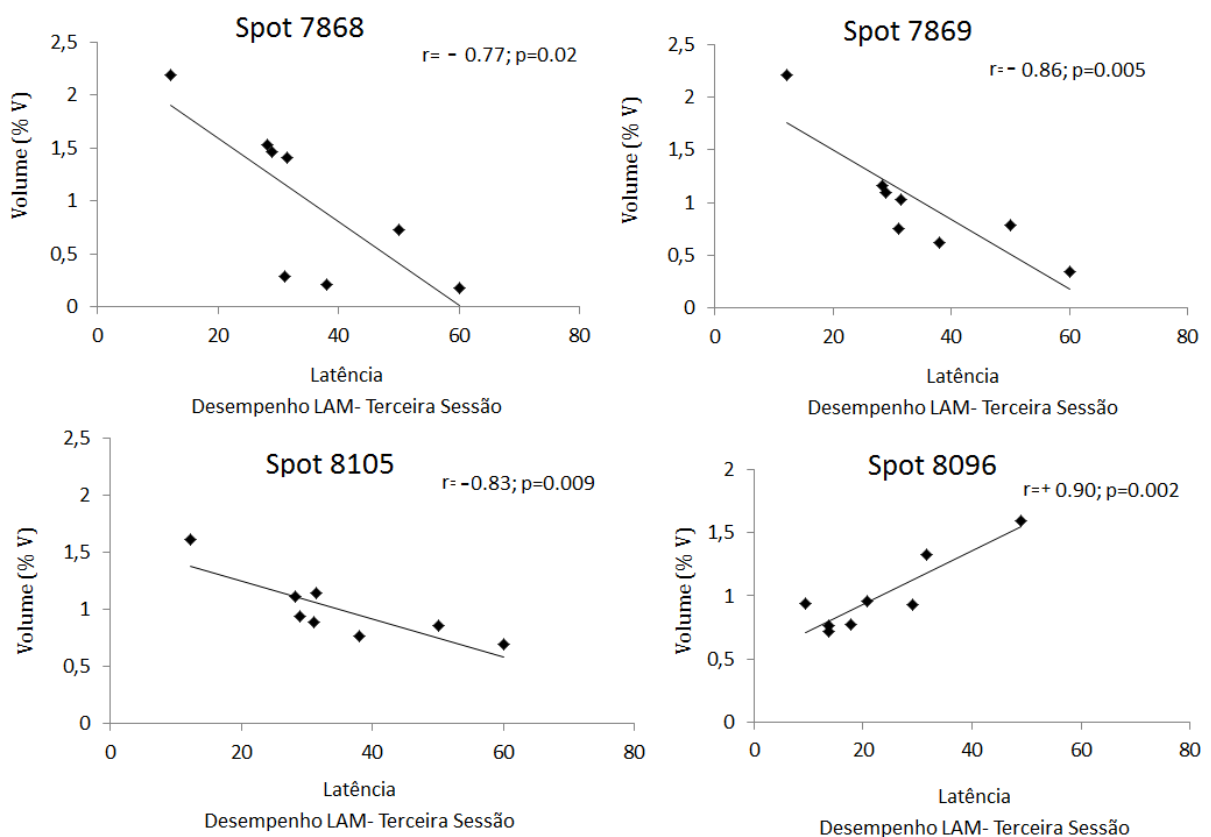 Spot 7868
r= - 0.77; p=0.02
Volume (% V)
2,5
2
1,5
1
0,5
0
0 20 40 60 80
Latência
Desempenho LAM- Terceira Sessão
Spot 7869
r=- 0.86; p=0.005
Volume (% V)
2,5
2
1,5
1
0,5
0
0 20 40 60 80
Latência
Desempenho LAM- Terceira Sessão
Spot 8105
r= -0.83; p=0.009
Volume (% V)
2,5
2
1,5
1
0,5
0
0 20 40 60 80
Latência
Desempenho LAM- Terceira Sessão
Spot 8096
r=+ 0.90; p=0.002
Volume (% V)
2
1,5
1
0,5
0
0 20 40 60 80
Latência
Desempenho LAM- Terceira Sessão